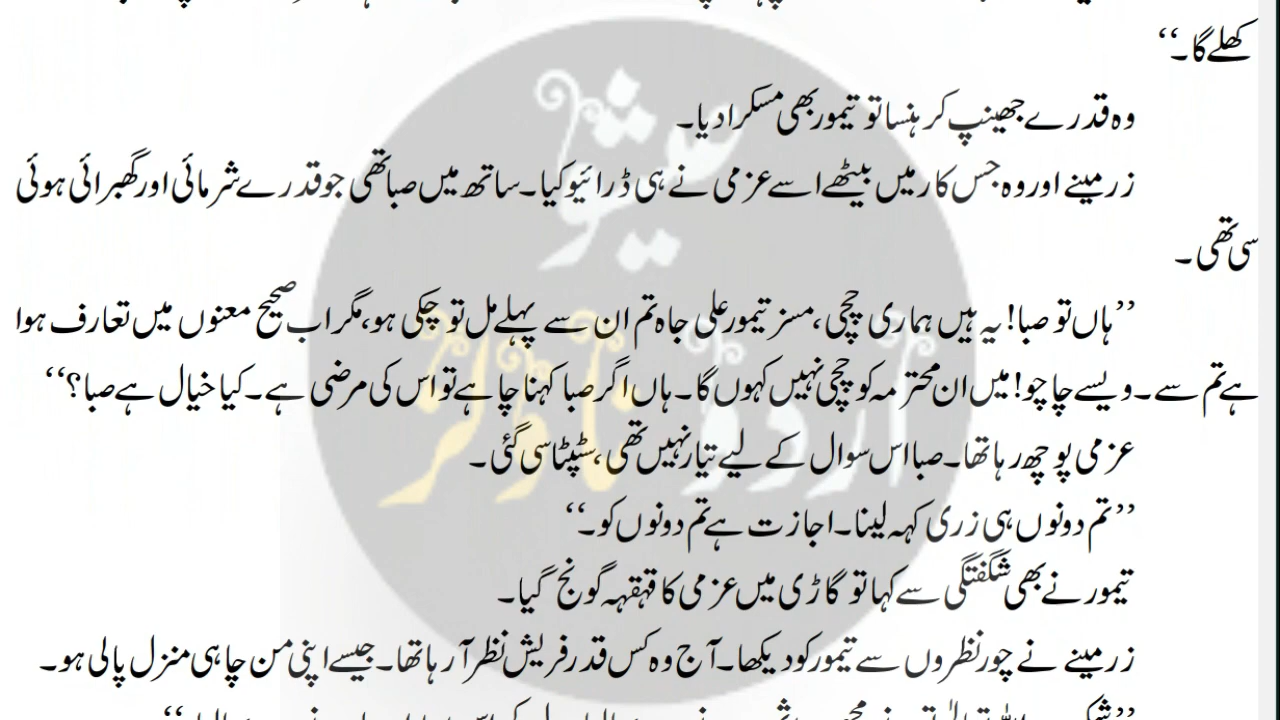 کھلے گا۔‘‘
وہ قدرے جھینپ کر ہنسا تو تیمور بھی مسکرا دیا۔
زرمینے اور وہ جس کار میں بیٹھے اسے عزمی نے ہی ڈرائیو کیا۔ ساتھ میں صبا تھی جو قدرے شرمائی اور گھبرائی ہوئی
سی تھی۔
’’ہاں تو صبا! یہ ہیں ہماری چچی، مسز تیمور علی جاہ تم ان سے پہلے مل تو چکی ہو، مگر اب صحیح معنوں میں تعارف ہوا
ہے تم سے۔ ویسے چاچو! میں ان محترمہ کو چچی نہیں کہوں گا۔ ہاں اگر صبا کہنا چاہے تو اس کی مرضی ہے۔ کیا خیال ہے صبا؟‘‘
عزمی پوچھ رہا تھا۔ صبا اس سوال کے لیے تیار نہیں تھی، سٹپٹا سی گئی۔
’’تم دونوں ہی زری کہہ لینا۔ اجازت ہے تم دونوں کو۔‘‘
تیمور نے بھی شگفتگی سے کہا تو گاڑی میں عزمی کا قہقہہ گونج گیا۔
زرمینے نے چور نظروں سے تیمور کو دیکھا۔ آج وہ کس قدر فریش نظر آ رہا تھا۔ جیسے اپنی من چاہی منزل پا لی ہو۔
عیشو
اردو ناولز